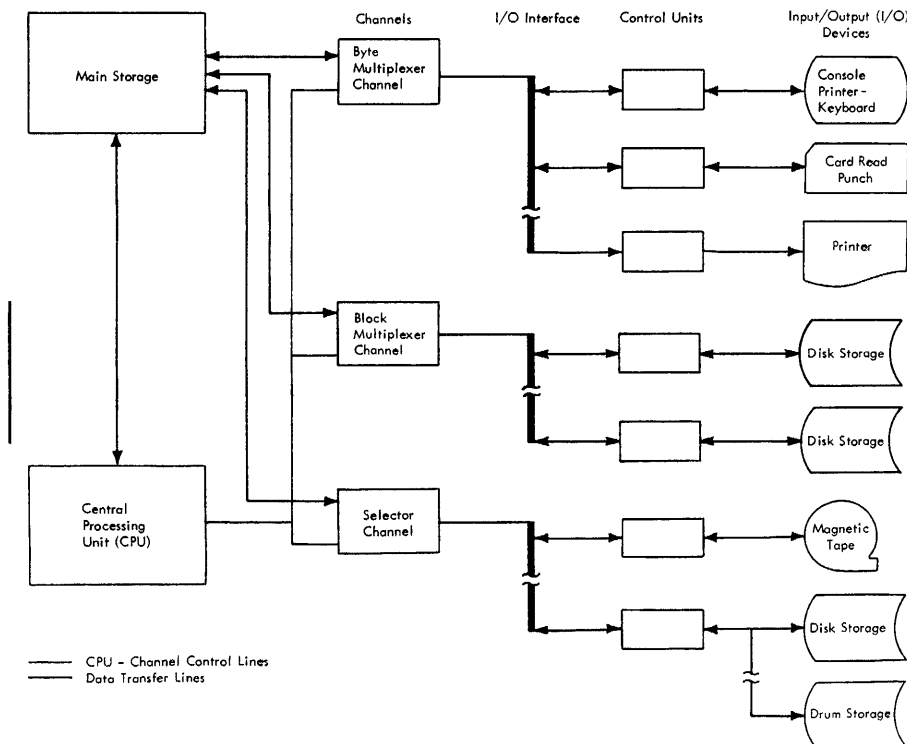 Channels
I/O Interface
Control Units
Input/Output (I/O)
Devices
Main Storage
Byte
Multiplexer
Channel
Console
Printer -
Keyboard
Card Read
Punch
Printer
Block
Multiplexer
Channel
Disk Storage
Disk Storage
Central
Processing
Unit (CPU)
Selector
Channel
Magnetic
Tape
Disk Storage
Drum Storage
CPU - Channel Control Lines
Data Transfer Lines